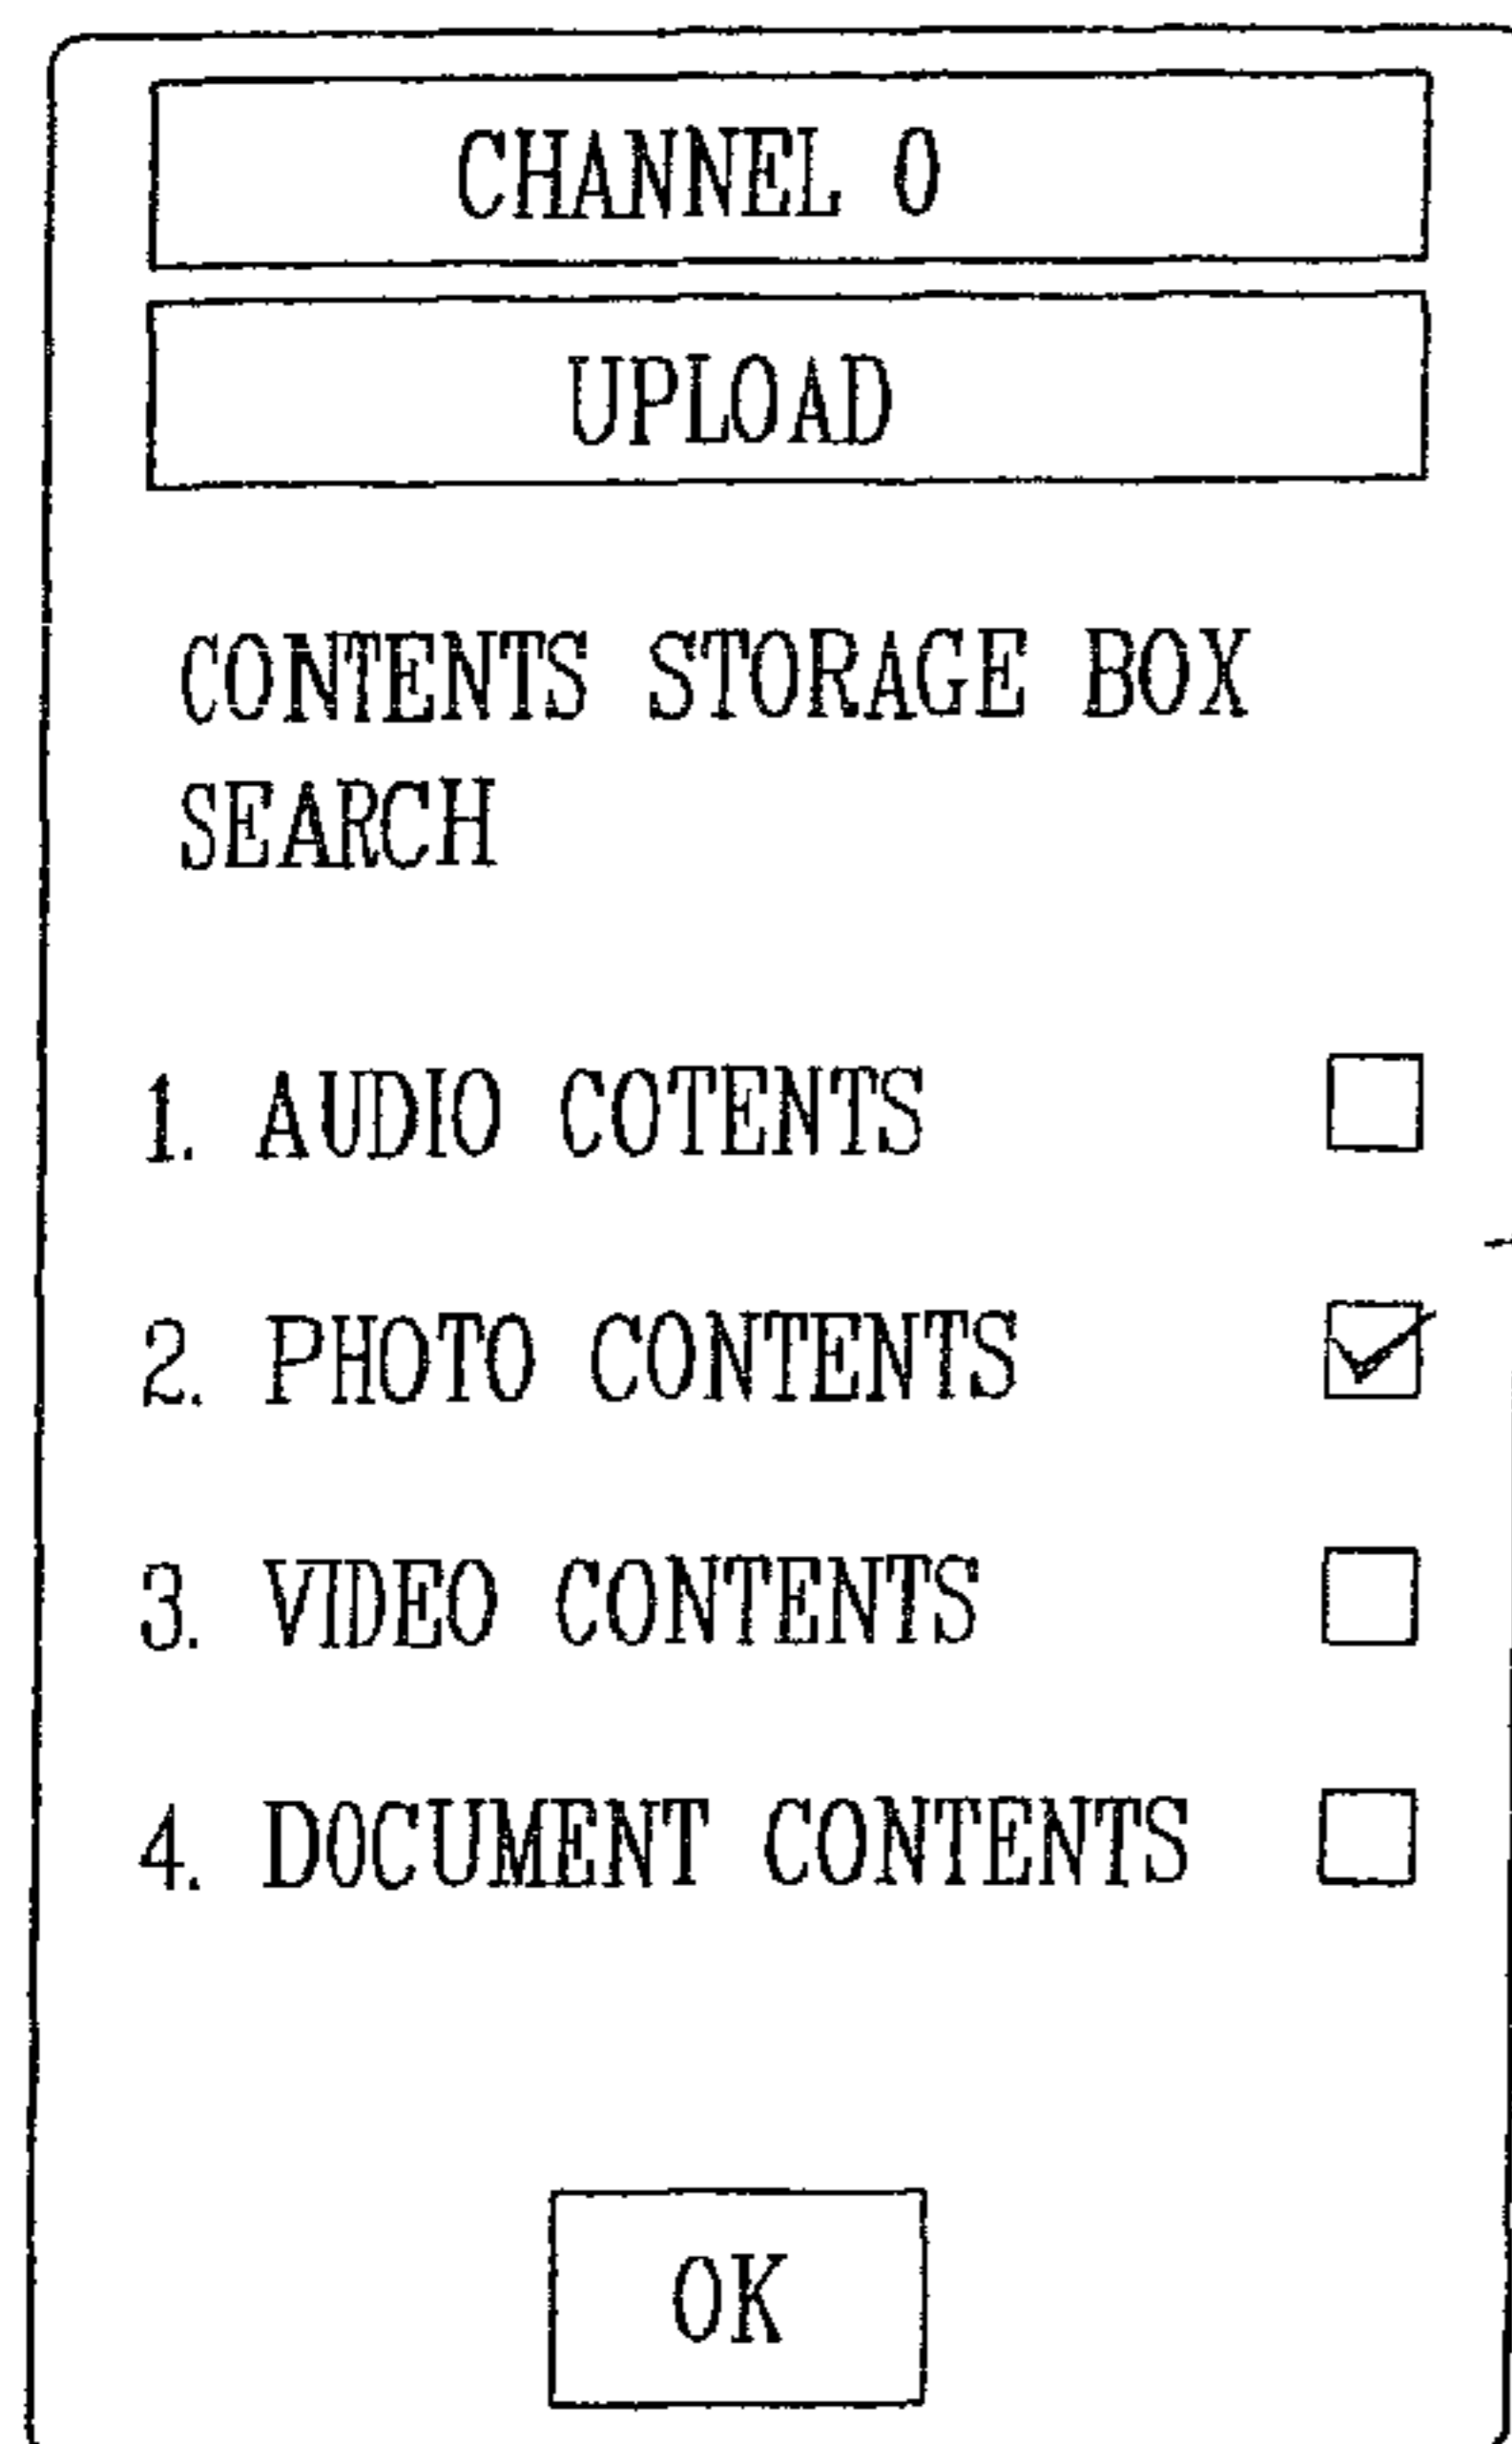 CHANNEL 0
UPLOAD
CONTENTS STORAGE BOX
SEARCH
1. AUDIO COTENTS
2. PHOTO CONTENTS
3. VIDEO CONTENTS
4. DOCUMENT CONTENTS
OK